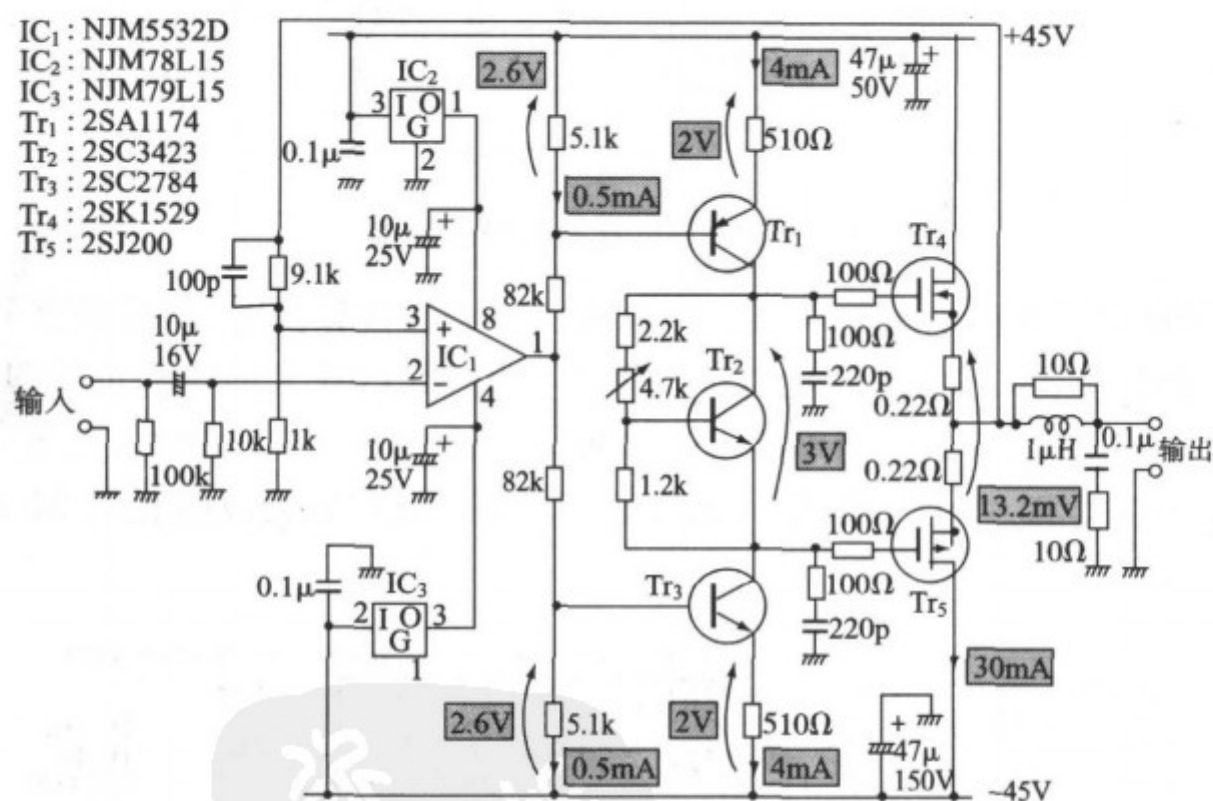 IC₁ : NJM5532D
IC₂ : NJM78L15
IC₃ : NJM79L15
Tr₁ : 2SA1174
Tr₂ : 2SC3423
Tr₃ : 2SC2784
Tr₄ : 2SK1529
Tr₅ : 2SJ200
+45V
2.6V
4mA
47μ
50V
+
IC₂
3
I O
G
1
2
0.1μ
5.1k
2V
510Ω
0.5mA
10μ
25V
+
Tr₁
Tr₄
100p
9.1k
82k
100Ω
100Ω
220p
10μ
16V
3
+
8
IC₁
1
2
−
4
2.2k
4.7k
Tr₂
10Ω
0.22Ω
输入
100k
10k
1k
10μ
25V
+
82k
1.2k
3V
0.22Ω
1μH
0.1μ
输出
13.2mV
10Ω
100Ω
100Ω
220p
Tr₅
0.1μ
IC₃
2
I O
G
3
1
Tr₃
30mA
2.6V
5.1k
0.5mA
2V
510Ω
4mA
+
47μ
150V
-45V